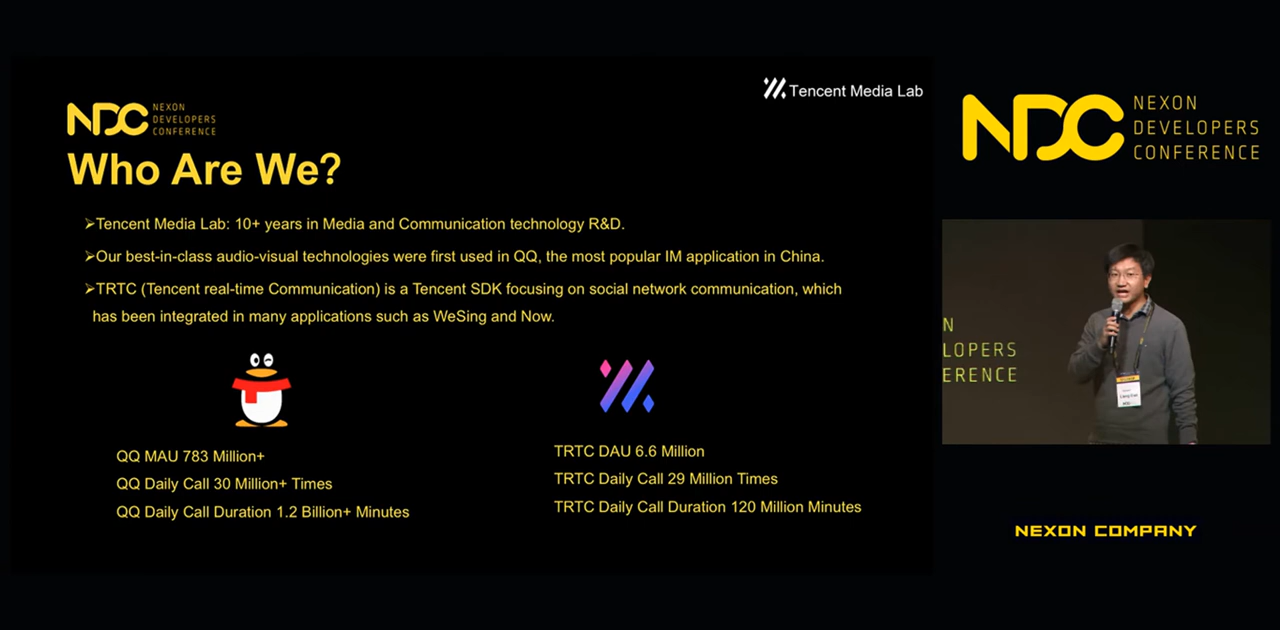 Tencent Media Lab
NDC
NEXON
DEVELOPERS
CONFERENCE
Who Are We?
➢Tencent Media Lab: 10+ years in Media and Communication technology R&D.
➢Our best-in-class audio-visual technologies were first used in QQ, the most popular IM application in China.
➢TRTC (Tencent real-time Communication) is a Tencent SDK focusing on social network communication, which
has been integrated in many applications such as WeSing and Now.
QQ MAU 783 Million+
QQ Daily Call 30 Million+ Times
QQ Daily Call Duration 1.2 Billion+ Minutes
TRTC DAU 6.6 Million
TRTC Daily Call 29 Million Times
TRTC Daily Call Duration 120 Million Minutes
NDC
NEXON
DEVELOPERS
CONFERENCE
N
LOPERS
ERENCE
NEXON COMPANY